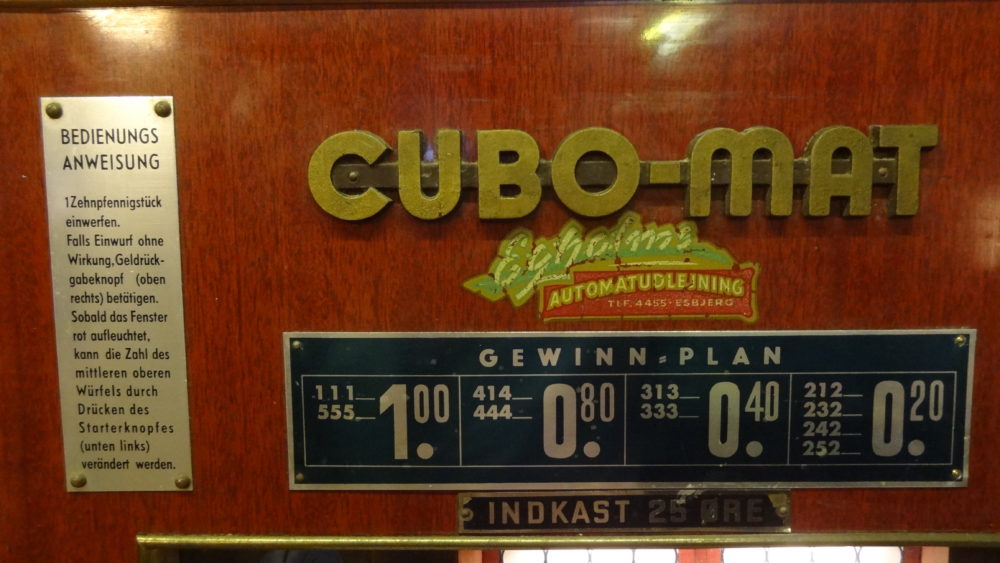 BEDIENUNGS
ANWEISUNG
1 Zehnpfennigstück
einwerfen.
Falls Einwurf ohne
Wirkung, Geldrück-
gabeknopf (oben
rechts) betätigen.
Sobald das Fenster
rot aufleuchtet,
kann die Zahl des
mittleren oberen
Würfels durch
Drücken des
Starterknopfes
(unten links)
verändert werden.
CUBO-MAT
AUTOMATUDLEJNING
TLF. 4455 · ESBJERG
GEWINN=PLAN
111
555
1.00
414
444
0.80
313
333
0.40
212
232
242
252
0.20
INDKAST 25 ØRE